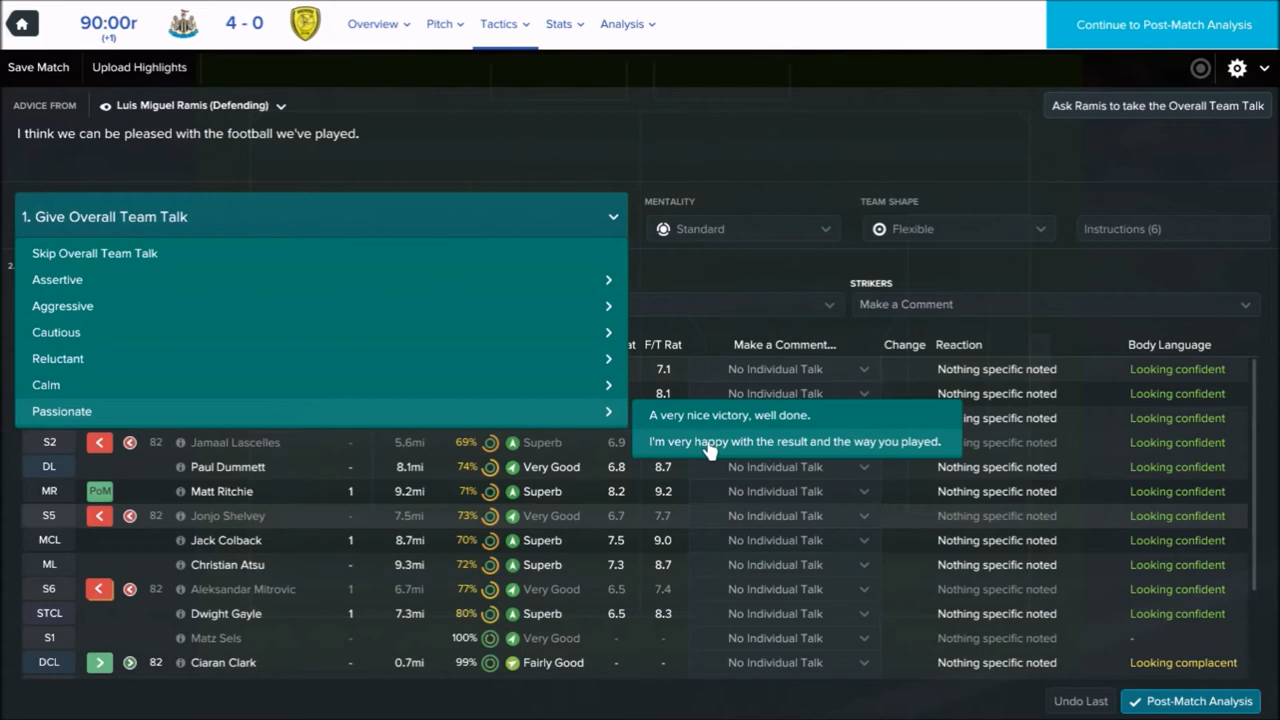 90:00r
(+1)
4 - 0
Overview
Pitch
Tactics
Stats
Analysis
Continue to Post-Match Analysis
Save Match
Upload Highlights
ADVICE FROM
Luis Miguel Ramis (Defending)
Ask Ramis to take the Overall Team Talk
I think we can be pleased with the football we've played.
1. Give Overall Team Talk
MENTALITY
TEAM SHAPE
Standard
Flexible
Instructions (6)
Skip Overall Team Talk
2.
Assertive
STRIKERS
Aggressive
Make a Comment
Cautious
F/T Rat Make a Comment... Change Reaction Body Language
Reluctant
7.1 No Individual Talk Nothing specific noted Looking confident
Calm
8.1 No Individual Talk Nothing specific noted Looking confident
Passionate
A very nice victory, well done.
Nothing specific noted Looking confident
I'm very happy with the result and the way you played.
S2 82 Jamaal Lascelles - 5.6mi 69% Superb 6.9 Looking confident
DL Paul Dummett - 8.1mi 74% Very Good 6.8 8.7 No Individual Talk Nothing specific noted Looking confident
MR PoM Matt Ritchie 1 9.2mi 71% Superb 8.2 9.2 No Individual Talk Nothing specific noted Looking confident
S5 82 Jonjo Shelvey - 7.5mi 73% Very Good 6.7 7.7 No Individual Talk Nothing specific noted Looking confident
MCL Jack Colback 1 8.7mi 70% Superb 7.5 9.0 No Individual Talk Nothing specific noted Looking confident
ML Christian Atsu - 9.3mi 72% Superb 7.3 8.7 No Individual Talk Nothing specific noted Looking confident
S6 82 Aleksandar Mitrovic 1 6.7mi 77% Very Good 6.5 7.4 No Individual Talk Nothing specific noted Looking confident
STCL Dwight Gayle 1 7.3mi 80% Superb 6.5 8.3 No Individual Talk Nothing specific noted Looking confident
S1 Matz Sels - 100% Very Good - - No Individual Talk Nothing specific noted -
DCL 82 Ciaran Clark - 0.7mi 99% Fairly Good - - No Individual Talk Nothing specific noted Looking complacent
Undo Last
Post-Match Analysis